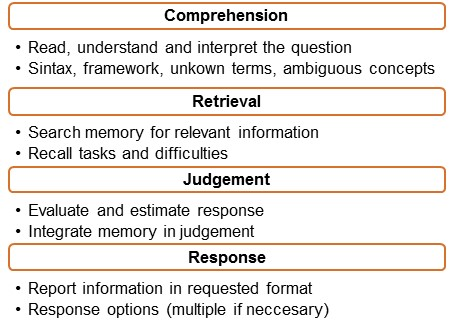 Comprehension
• Read, understand and interpret the question
• Sintax, framework, unkown terms, ambiguous concepts
Retrieval
• Search memory for relevant information
• Recall tasks and difficulties
Judgement
• Evaluate and estimate response
• Integrate memory in judgement
Response
• Report information in requested format
• Response options (multiple if neccesary)